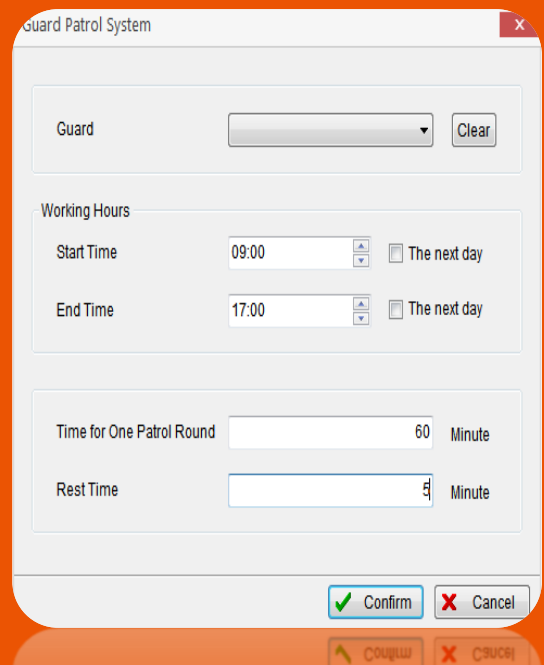 Guard Patrol System
x
Guard Clear
Working Hours
Start Time 09:00 The next day
End Time 17:00 The next day
Time for One Patrol Round 60 Minute
Rest Time 5 Minute
Confirm Cancel